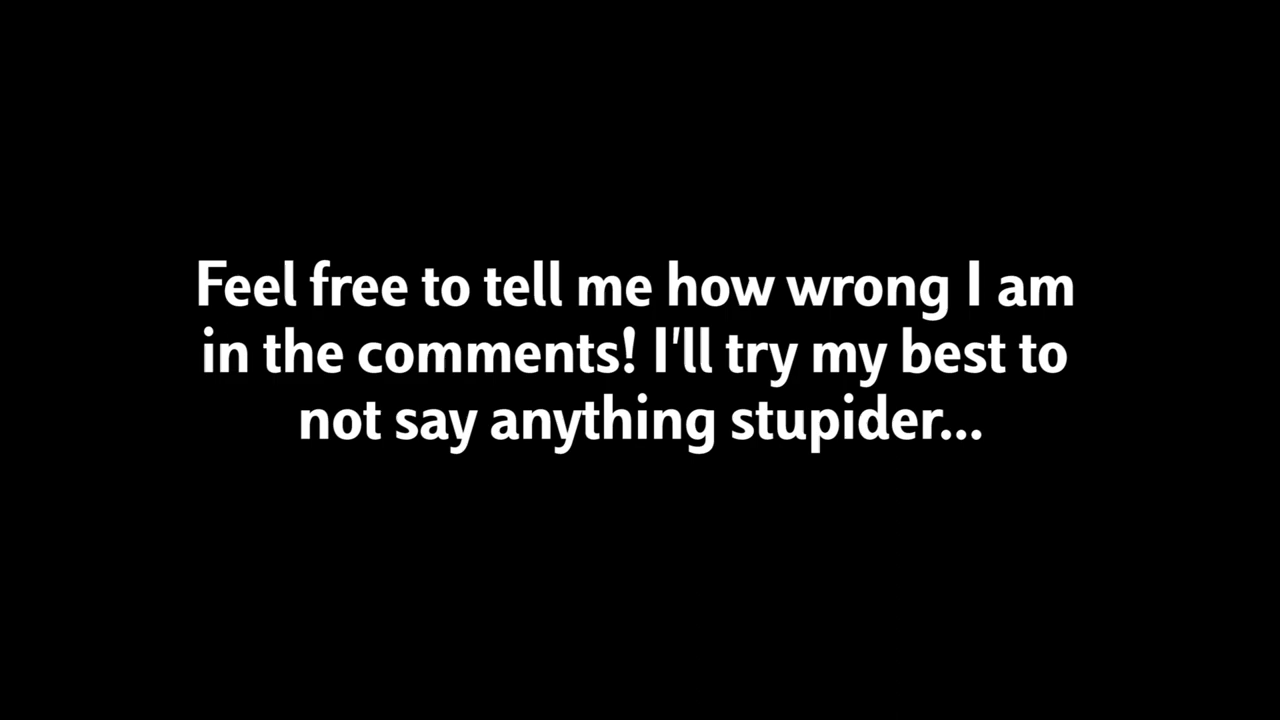 Feel free to tell me how wrong I am
in the comments! I'll try my best to
not say anything stupider...